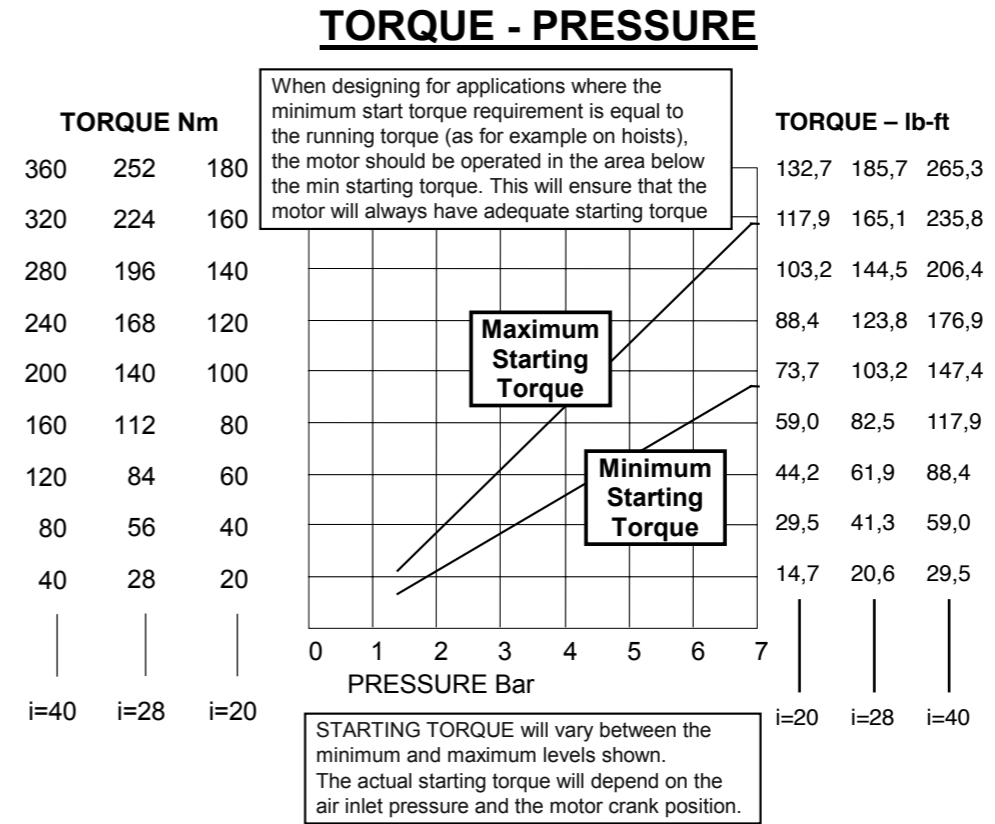 TORQUE - PRESSURE
When designing for applications where the
minimum start torque requirement is equal to
the running torque (as for example on hoists),
the motor should be operated in the area below
the min starting torque. This will ensure that the
motor will always have adequate starting torque
TORQUE Nm
360 252 180
320 224 160
280 196 140
240 168 120
200 140 100
160 112 80
120 84 60
80 56 40
40 28 20
i=40 i=28 i=20
Maximum
Starting
Torque
Minimum
Starting
Torque
0 1 2 3 4 5 6 7
PRESSURE Bar
TORQUE – lb-ft
132,7 185,7 265,3
117,9 165,1 235,8
103,2 144,5 206,4
88,4 123,8 176,9
73,7 103,2 147,4
59,0 82,5 117,9
44,2 61,9 88,4
29,5 41,3 59,0
14,7 20,6 29,5
i=20 i=28 i=40
STARTING TORQUE will vary between the
minimum and maximum levels shown.
The actual starting torque will depend on the
air inlet pressure and the motor crank position.